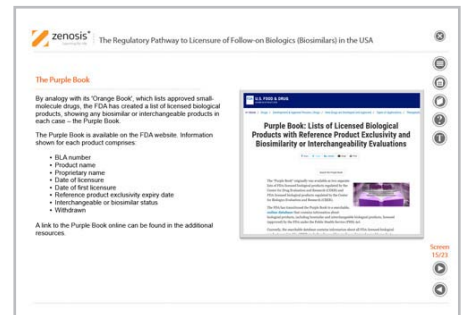 zenosis®
The Regulatory Pathway to Licensure of Follow-on Biologics (Biosimilars) in the USA
The Purple Book
By analogy with its 'Orange Book', which lists approved small-
molecule drugs, the FDA has created a list of licensed biological
products, showing any biosimilar or interchangeable products in
each case – the Purple Book.
The Purple Book is available on the FDA website. Information
shown for each product comprises:
• BLA number
• Product name
• Proprietary name
• Date of licensure
• Date of first licensure
• Reference product exclusivity expiry date
• Interchangeable or biosimilar status
• Withdrawn
A link to the Purple Book online can be found in the additional
resources.
U.S. FOOD & DRUG
Purple Book: Lists of Licensed Biological
Products with Reference Product Exclusivity and
Biosimilarity or Interchangeability Evaluations
Screen
15/23